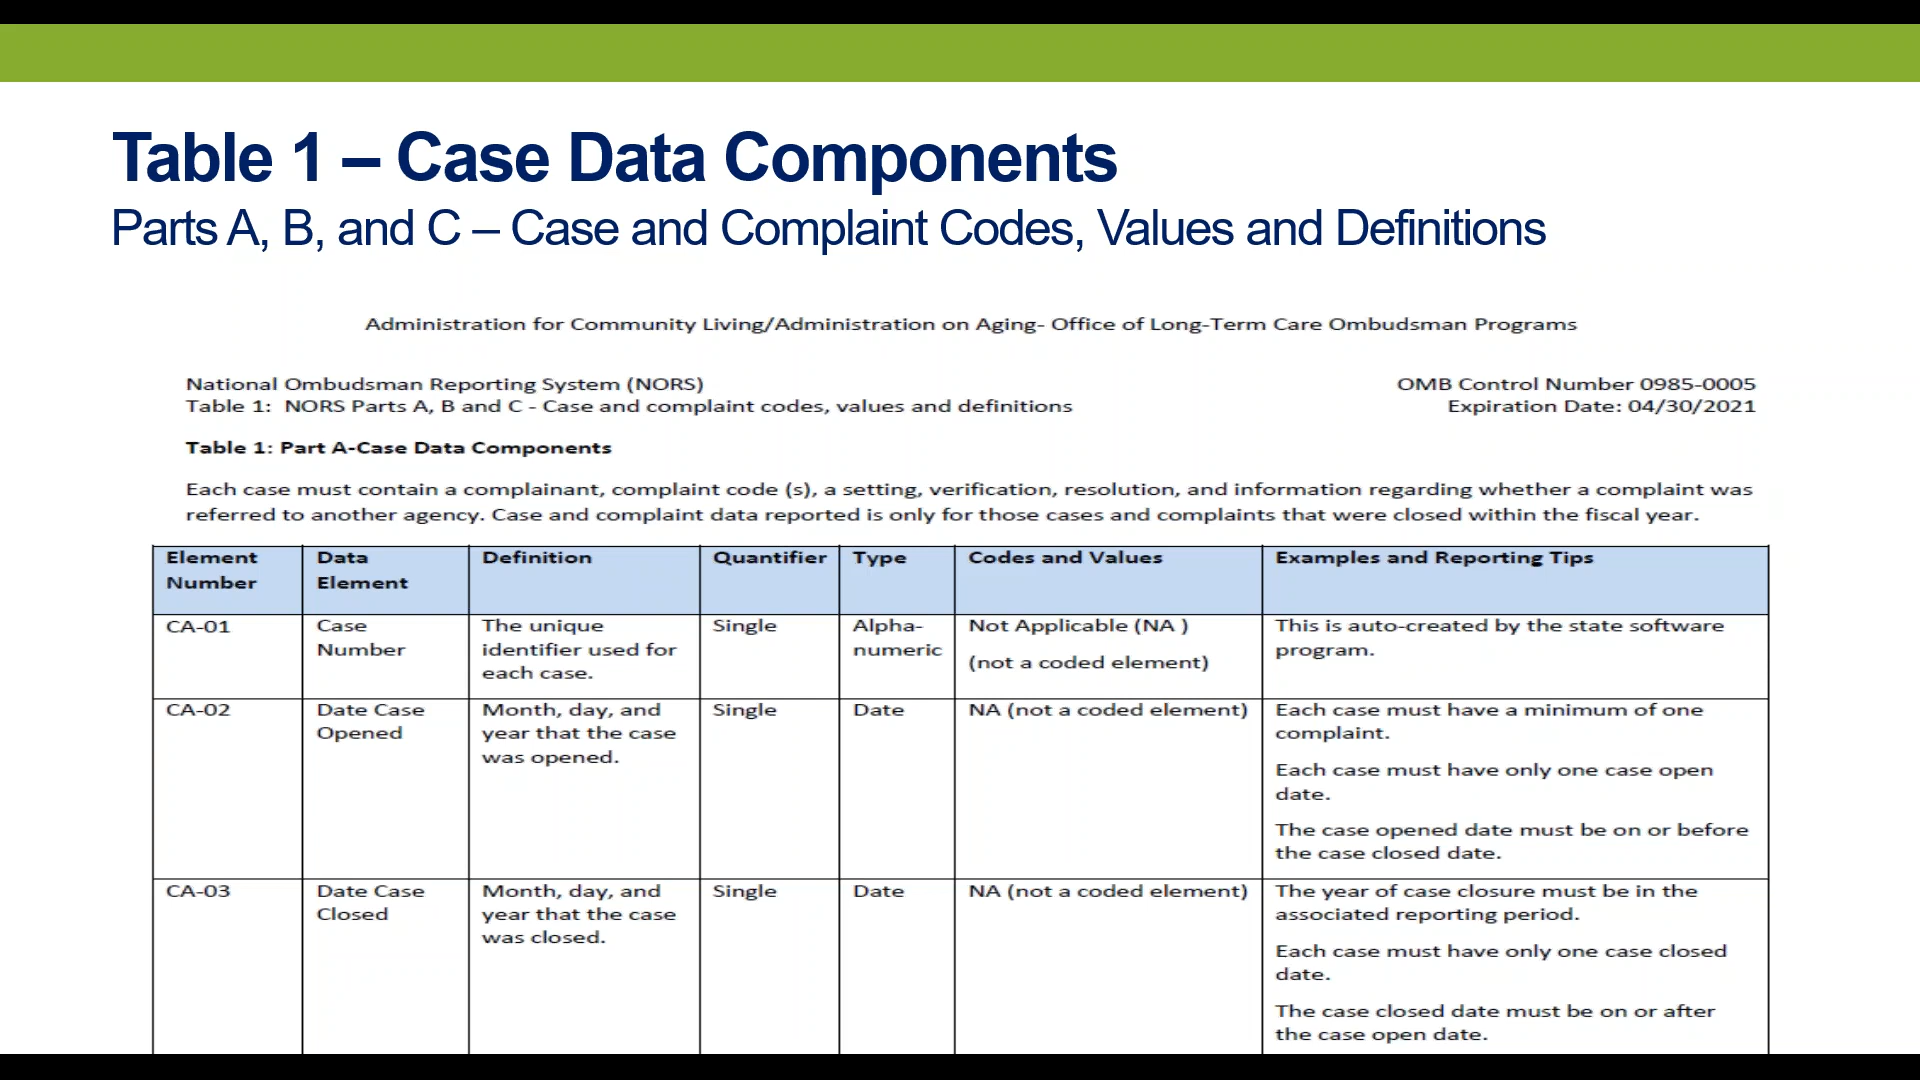 Table 1 – Case Data Components
Parts A, B, and C – Case and Complaint Codes, Values and Definitions
Administration for Community Living/Administration on Aging- Office of Long-Term Care Ombudsman Programs
National Ombudsman Reporting System (NORS)
OMB Control Number 0985-0005
Table 1:  NORS Parts A, B and C - Case and complaint codes, values and definitions
Expiration Date: 04/30/2021
Table 1: Part A-Case Data Components
Each case must contain a complainant, complaint code (s), a setting, verification, resolution, and information regarding whether a complaint was
referred to another agency. Case and complaint data reported is only for those cases and complaints that were closed within the fiscal year.
Element
Number
Data
Element
Definition
Quantifier
Type
Codes and Values
Examples and Reporting Tips
CA-01
Case
Number
The unique
identifier used for
each case.
Single
Alpha-
numeric
Not Applicable (NA )
(not a coded element)
This is auto-created by the state software
program.
CA-02
Date Case
Opened
Month, day, and
year that the case
was opened.
Single
Date
NA (not a coded element)
Each case must have a minimum of one
complaint.
Each case must have only one case open
date.
The case opened date must be on or before
the case closed date.
CA-03
Date Case
Closed
Month, day, and
year that the case
was closed.
Single
Date
NA (not a coded element)
The year of case closure must be in the
associated reporting period.
Each case must have only one case closed
date.
The case closed date must be on or after
the case open date.